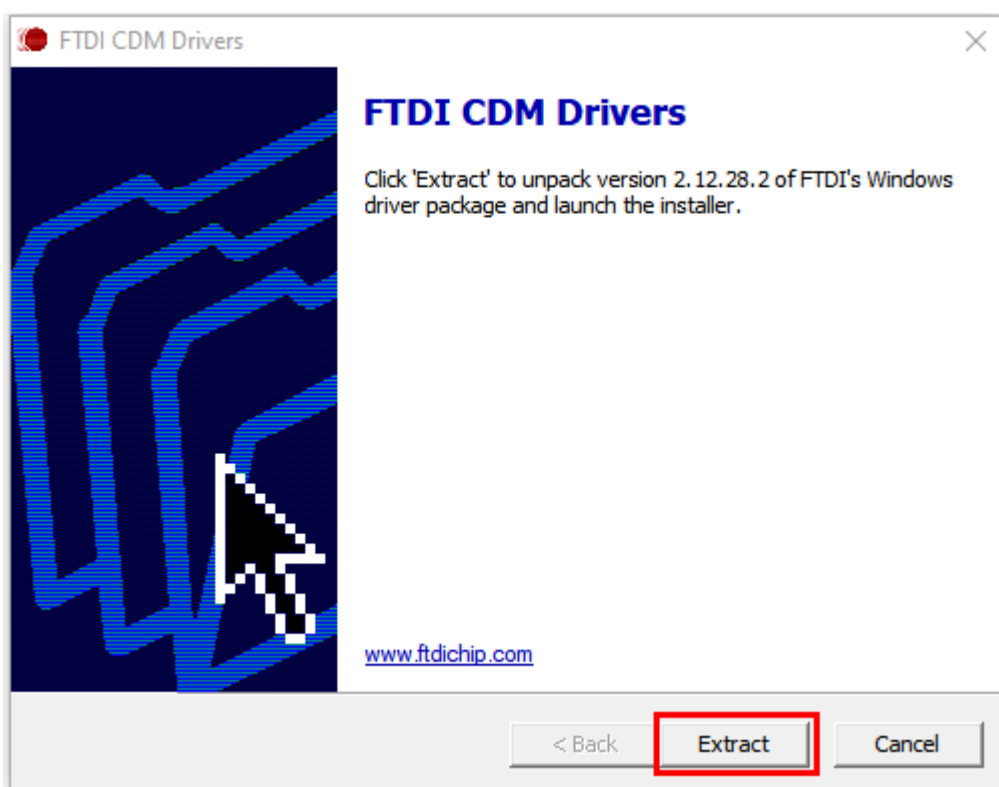 FTDI CDM Drivers
FTDI CDM Drivers
Click 'Extract' to unpack version 2.12.28.2 of FTDI's Windows
driver package and launch the installer.
www.ftdichip.com
< Back Extract Cancel